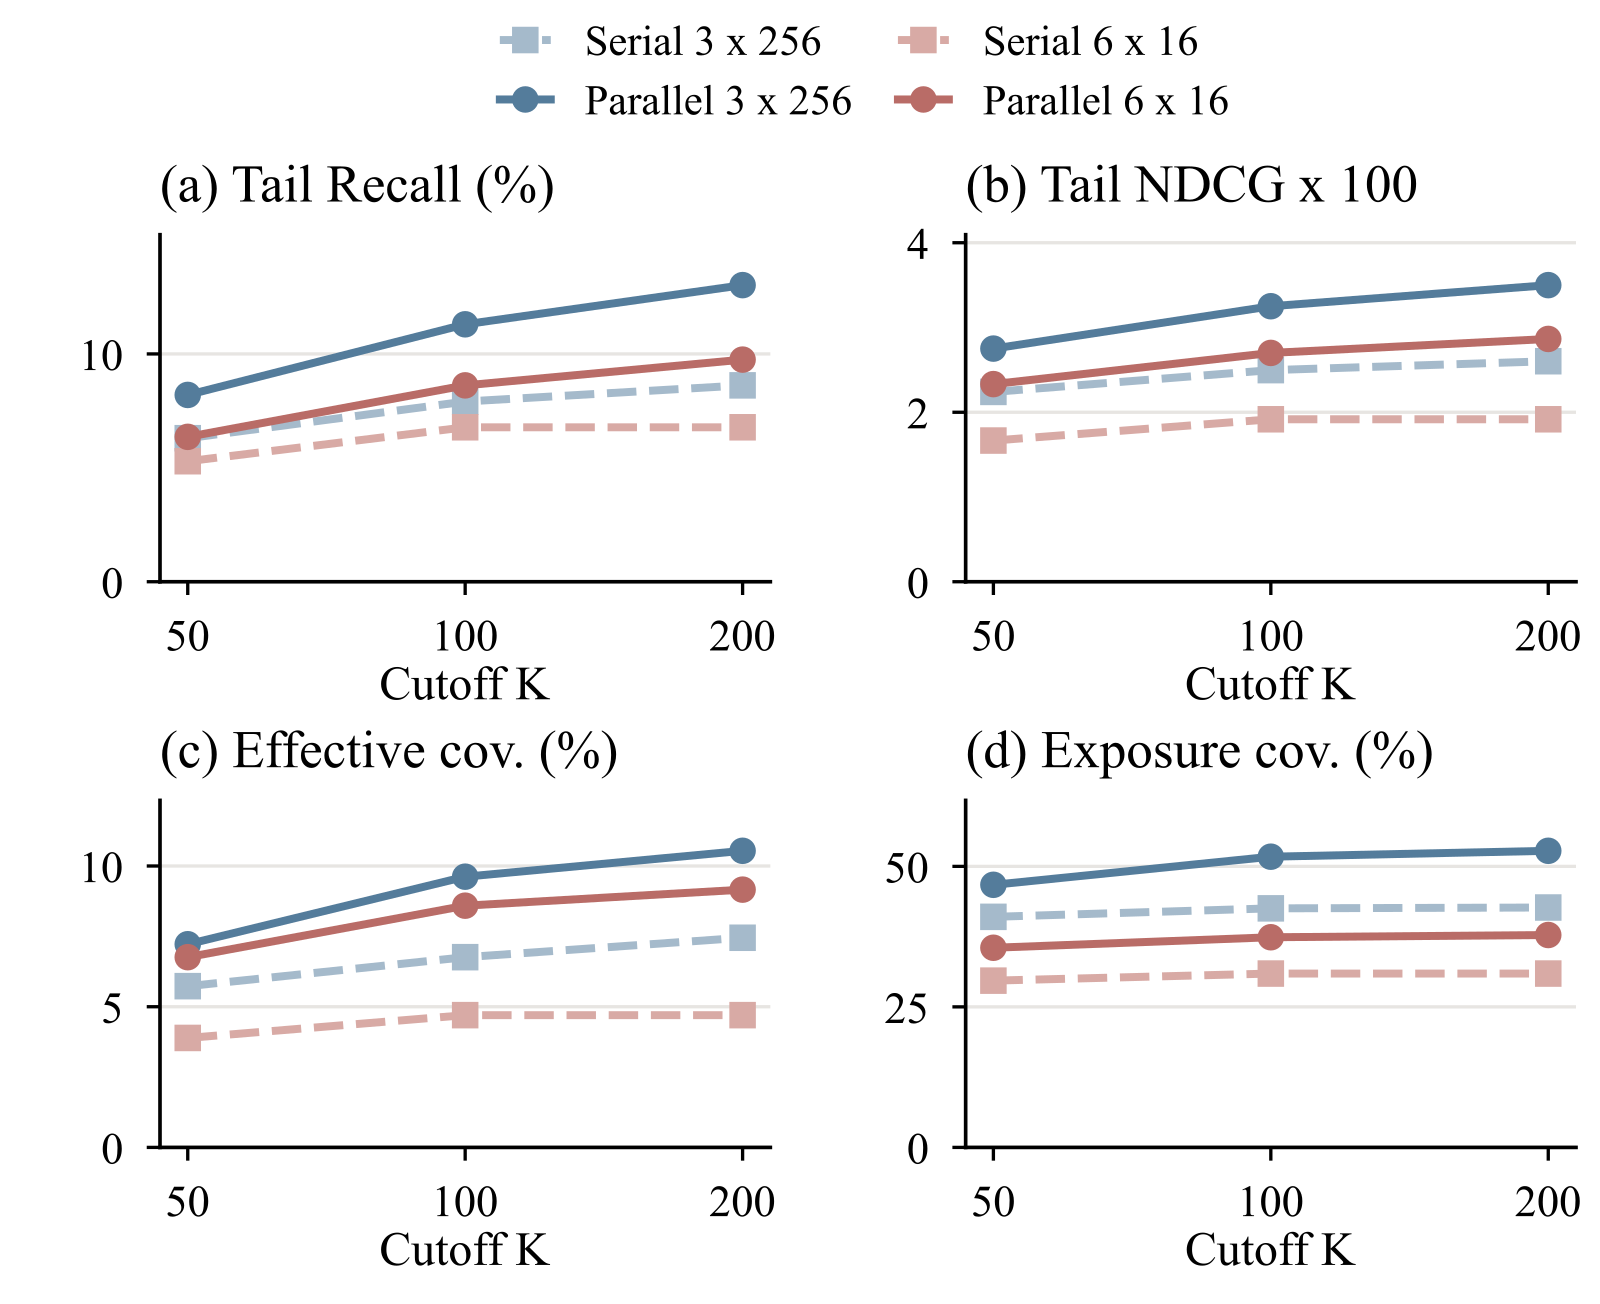 Serial 3 x 256 Serial 6 x 16
Parallel 3 x 256 Parallel 6 x 16
(a) Tail Recall (%)
10
0
50 100 200
Cutoff K
(b) Tail NDCG x 100
4
2
0
50 100 200
Cutoff K
(c) Effective cov. (%)
10
5
0
50 100 200
Cutoff K
(d) Exposure cov. (%)
50
25
0
50 100 200
Cutoff K